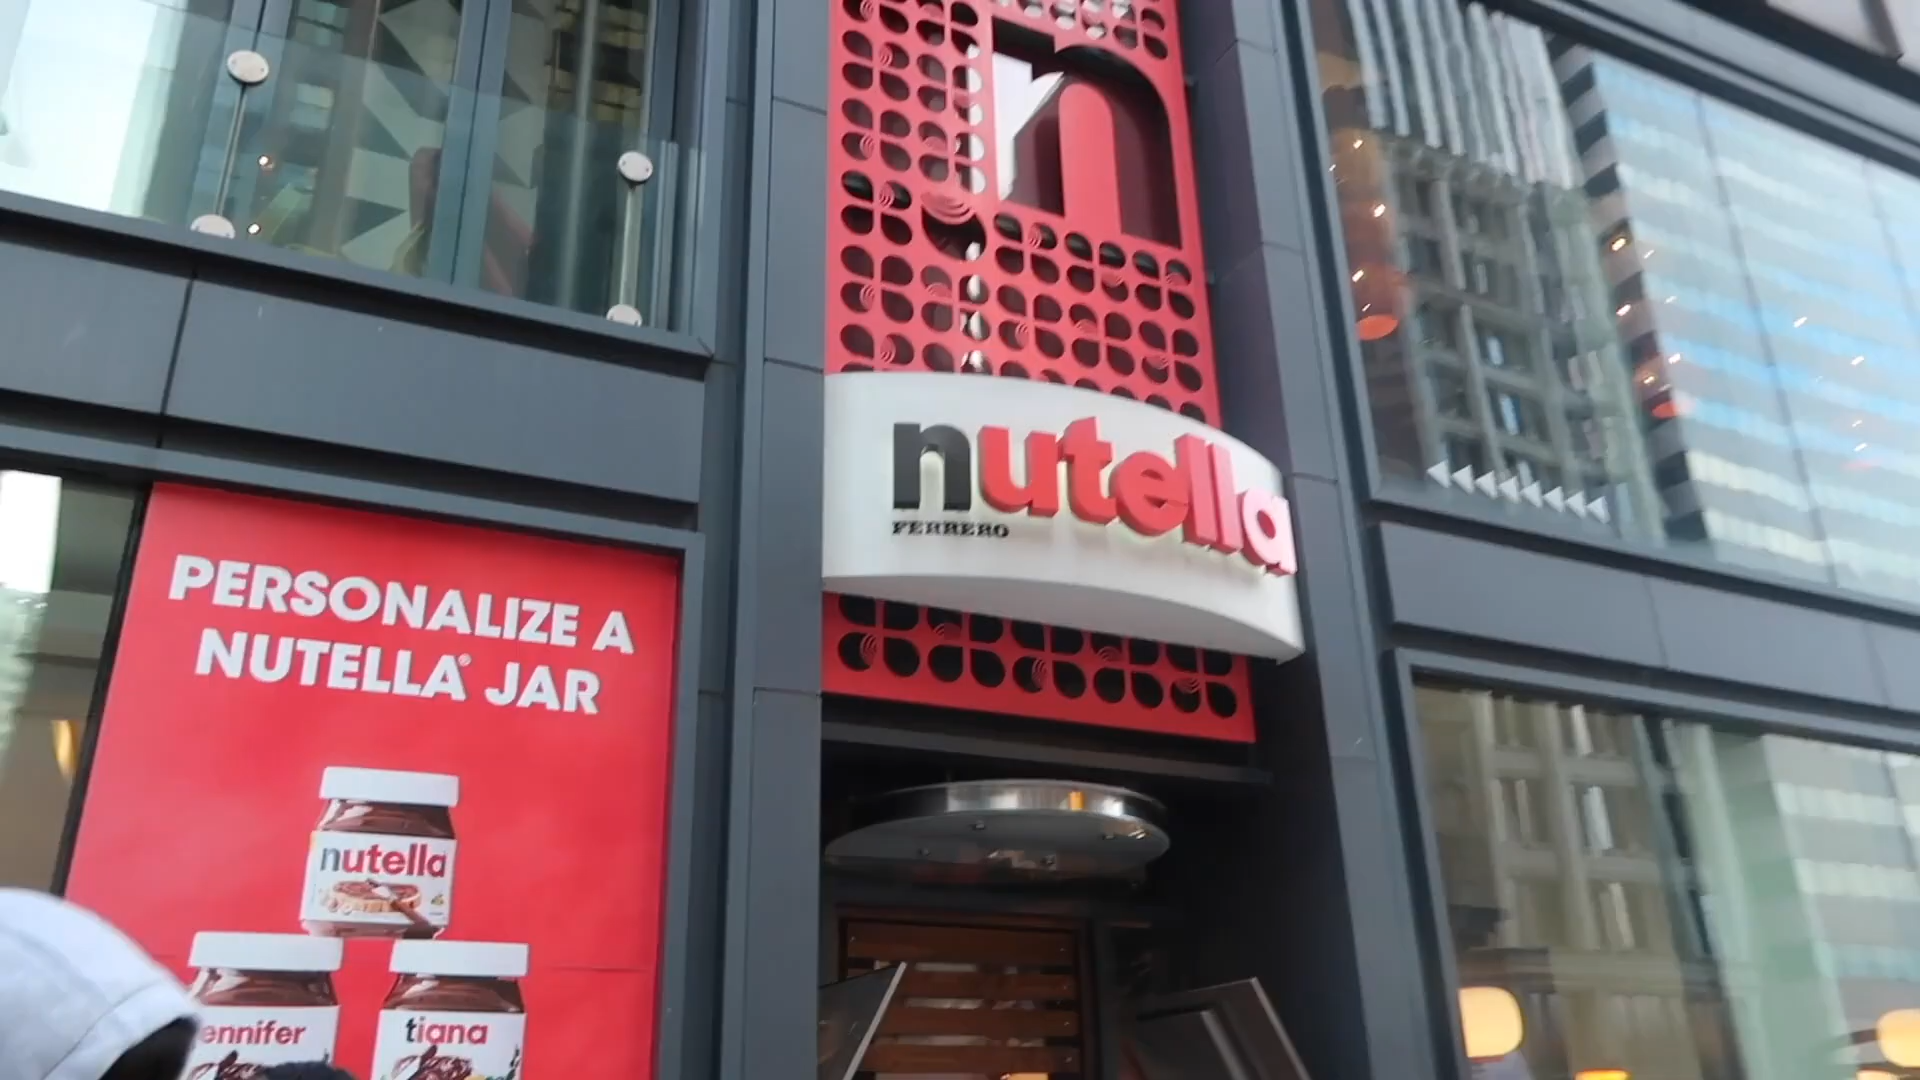 n
nutella
FERRERO
PERSONALIZE A
NUTELLA® JAR
nutella
ennifer
tiana